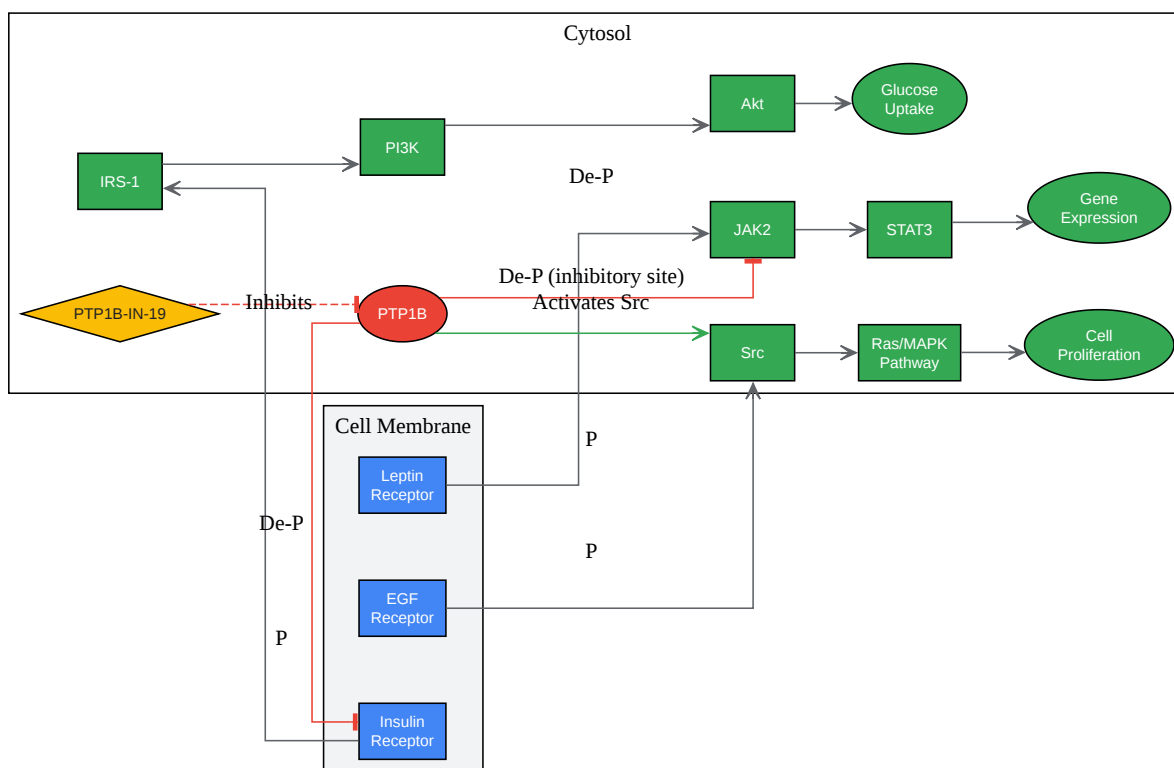 Cytosol
Glucose
Uptake
Akt
PI3K
IRS-1
De-P
Gene
Expression
JAK2
STAT3
De-P (inhibitory site)
Inhibits
Activates Src
PTP1B-IN-19
PTP1B
Src
Ras/MAPK
Pathway
Cell
Proliferation
Cell Membrane
P
Leptin
Receptor
De-P
P
EGF
Receptor
P
Insulin
Receptor